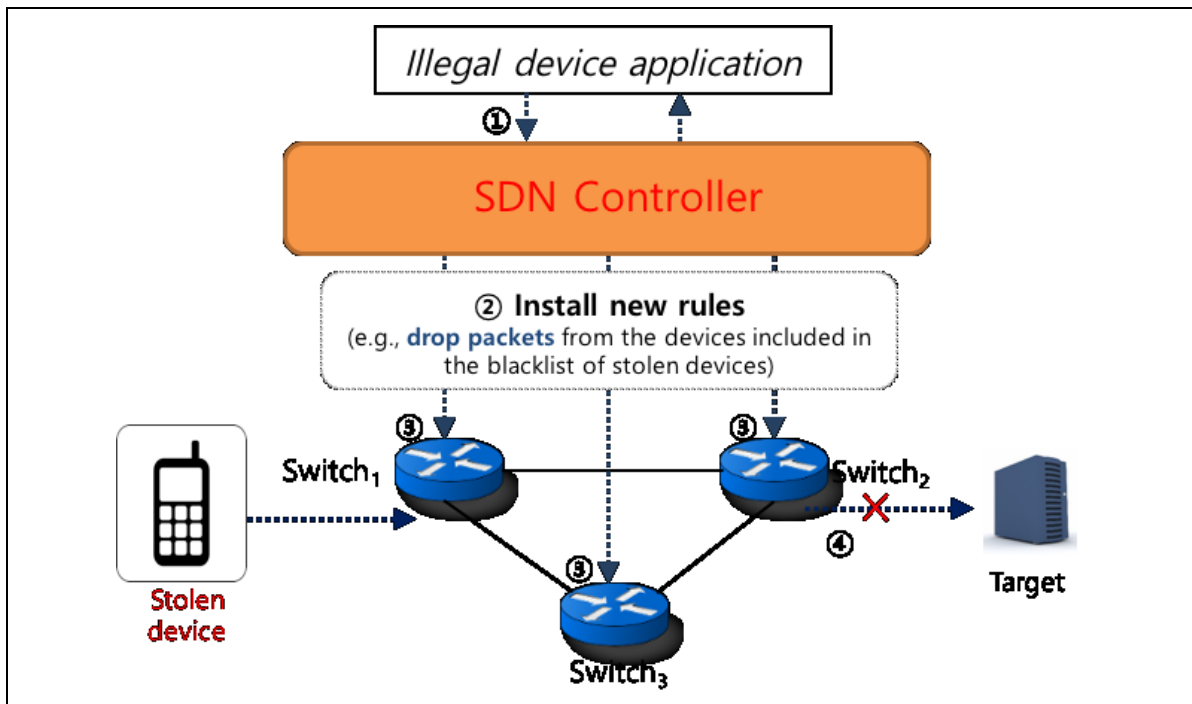 Illegal device application
①
SDN Controller
② Install new rules
(e.g., drop packets from the devices included in
the blacklist of stolen devices)
③
③
Switch₁
Switch₂
④
③
Stolen
device
Target
Switch₃